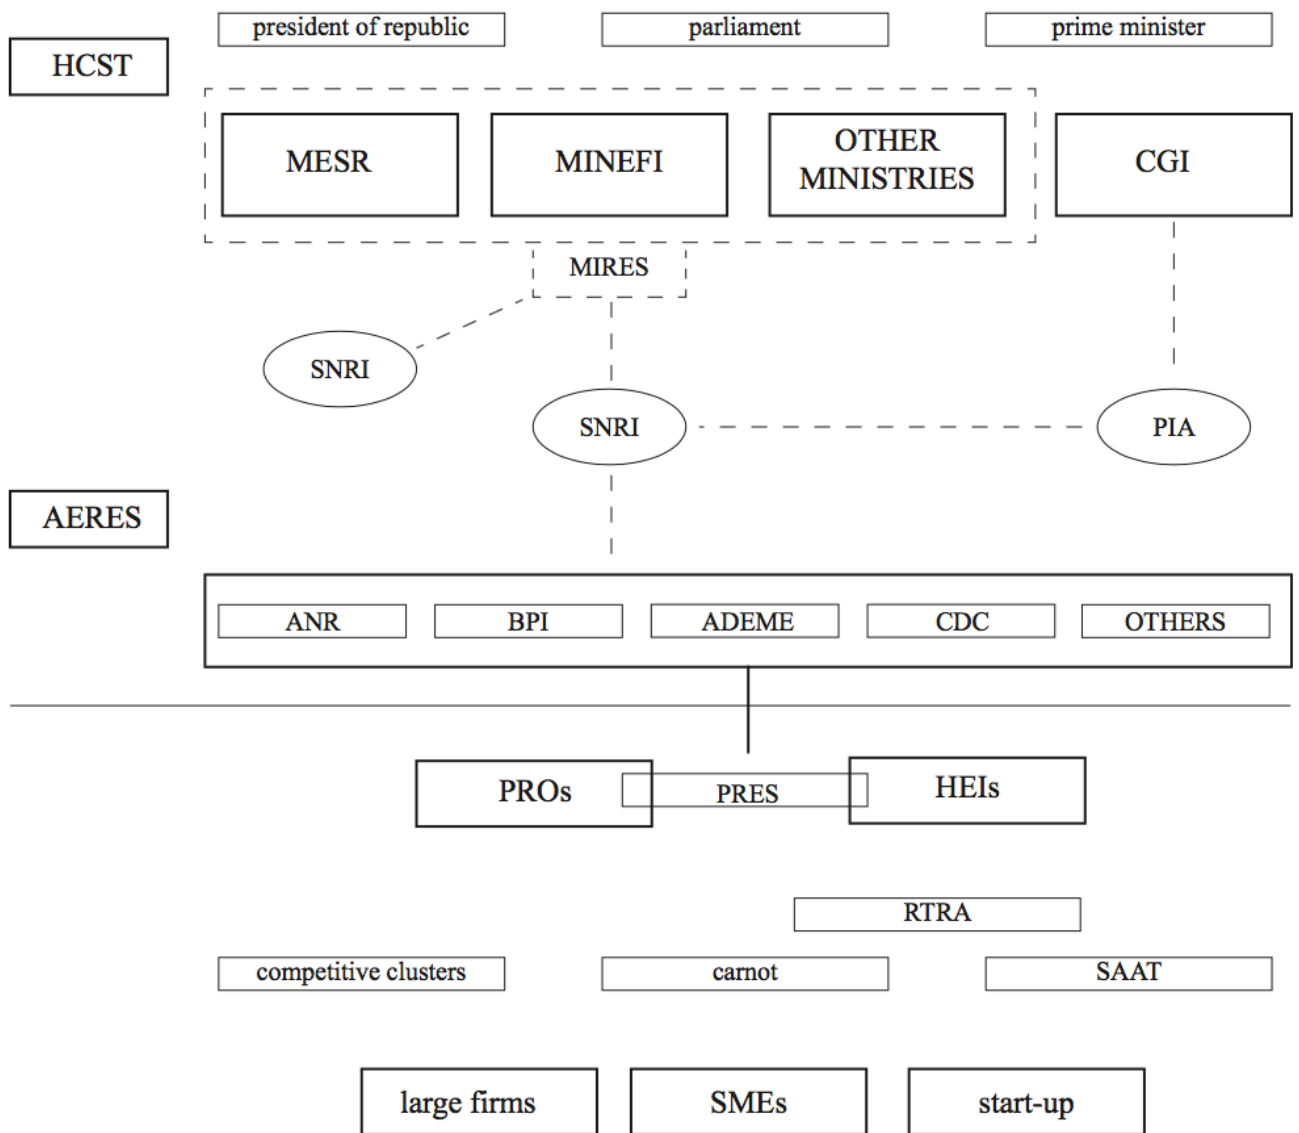 president of republic
parliament
prime minister
HCST
MESR
MINEFI
OTHER
MINISTRIES
CGI
MIRES
SNRI
SNRI
PIA
AERES
ANR
BPI
ADEME
CDC
OTHERS
PROs
PRES
HEIs
RTRA
competitive clusters
carnot
SAAT
large firms
SMEs
start-up